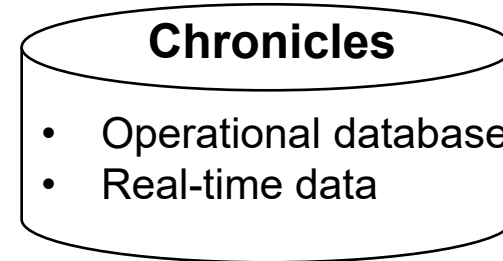 Chronicles
• Operational database
• Real-time data